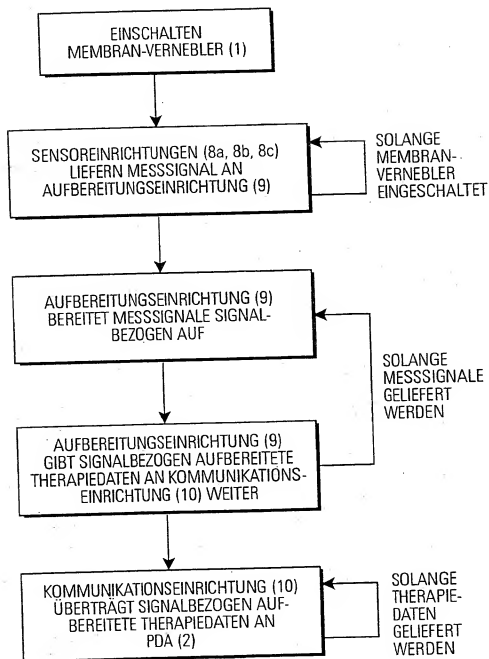 EINSCHALTEN
MEMBRAN-VERNEBLER (1)
SENSOREINRICHTUNGEN (8a, 8b, 8c)
LIEFERN MESSSIGNAL AN
AUFBEREITUNGSEINRICHTUNG (9)
SOLANGE
MEMBRAN-
VERNEBLER
EINGESCHALTET
AUFBEREITUNGSEINRICHTUNG (9)
BEREITET MESSIGNALE SIGNAL-
BEZOGEN AUF
SOLANGE
MESSSIGNALE
GELIEFERT
WERDEN
AUFBEREITUNGSEINRICHTUNG (9)
GIBT SIGNALBEZOGEN AUFBEREITETE
THERAPIEDATEN AN KOMMUNIKATIONS-
EINRICHTUNG (10) WEITER
KOMMUNIKATIONSEINRICHTUNG (10)
ÜBERTRÄGT SIGNALBEZOGEN AUF-
BEREITETE THERAPIEDATEN AN
PDA (2)
SOLANGE
THERAPIE-
DATEN
GELIEFERT
WERDEN